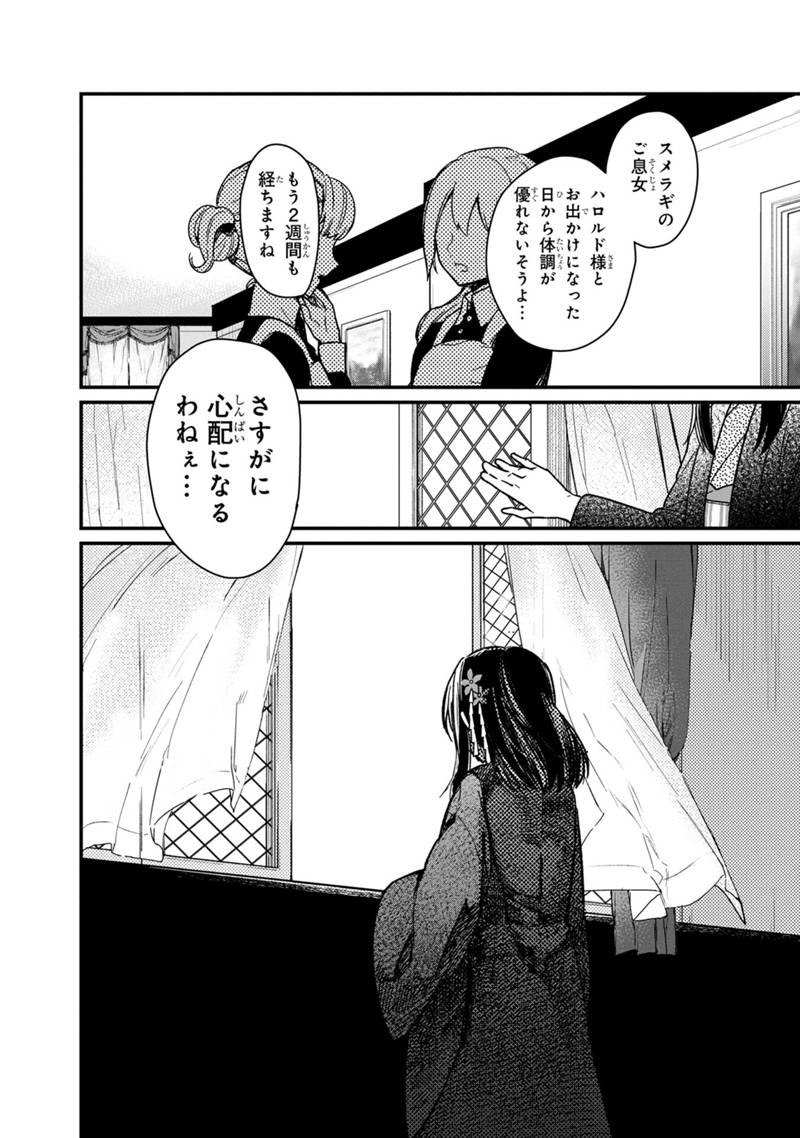 スメラギの
ご息女
ハロルド様と
お出かけになった
日から体調が
優れないそうよ…
もう2週間も
経ちますね
さすがに
心配になる
わねぇ…